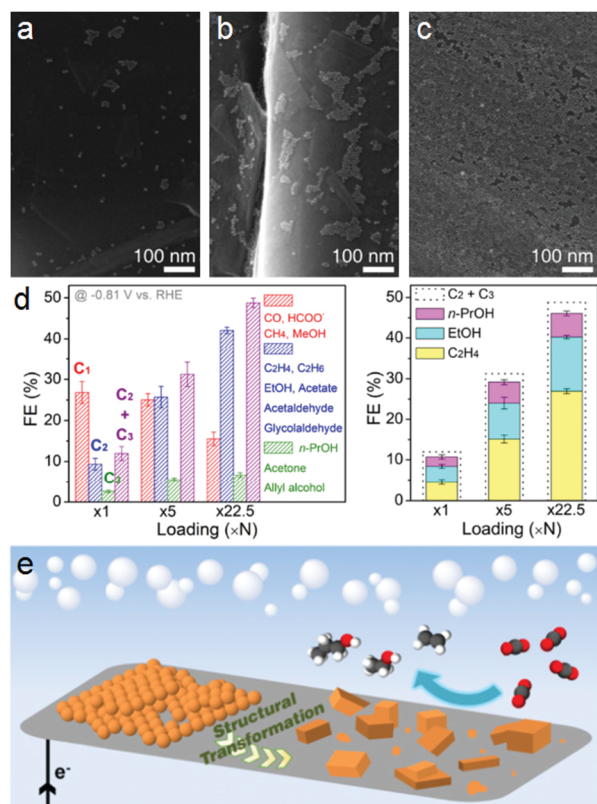 a
100 nm
b
100 nm
c
100 nm
d
@ -0.81 V vs. RHE
50
40
30
20
10
0
FE (%)
C₁
C₂
C₃
C₂
+
C₃
CO, HCOO⁻
CH₄, MeOH
C₂H₄, C₂H₆
EtOH, Acetate
Acetaldehyde
Glycolaldehyde
n-PrOH
Acetone
Allyl alcohol
x1
x5
x22.5
Loading (×N)
50
40
30
20
10
0
FE (%)
C₂ + C₃
n-PrOH
EtOH
C₂H₄
x1
x5
x22.5
Loading (×N)
e
Structural
Transformation
e⁻